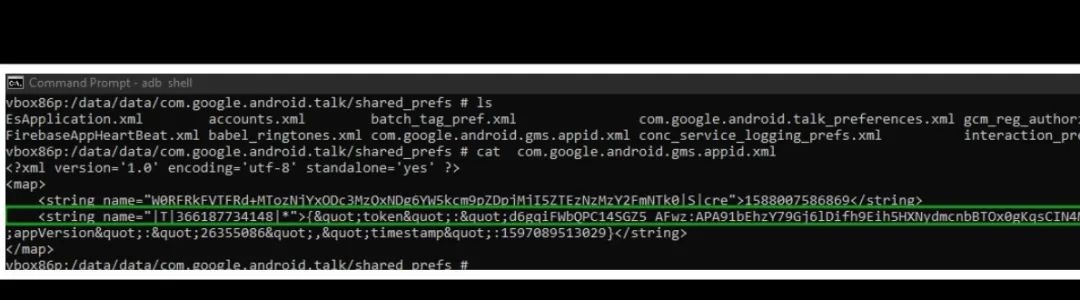 Command Prompt - adb shell
vbox86p:/data/data/com.google.android.talk/shared_prefs # ls
EsApplication.xml accounts.xml batch_tag_pref.xml com.google.android.talk_preferences.xml gcm_reg_authori
FirebaseAppHeartBeat.xml babel_ringtones.xml com.google.android.gms.appid.xml conc_service_logging_prefs.xml interaction_pre
vbox86p:/data/data/com.google.android.talk/shared_prefs # cat com.google.android.gms.appid.xml
<?xml version='1.0' encoding='utf-8' standalone='yes' ?>
<map>
<string name="W0RFRkFVTFRd+MTozNjYxODc3MzQxNDg6YW5kcm9pZDpjMjI5ZTEzNzMzY2FmNTk0|S|cre">1588007586869</string>
<string name="|T|366187734148|*">{&quot;token&quot;:&quot;d6gqiFWbQPC14SGZ5_AFwz:APA91bEhzY79Gj6lDifh9Eih5HXNydmcnbBTOx0gKqsCIN4M
;appVersion&quot;:&quot;26355086&quot;,&quot;timestamp&quot;:1597089513029}</string>
</map>
vbox86p:/data/data/com.google.android.talk/shared_prefs #